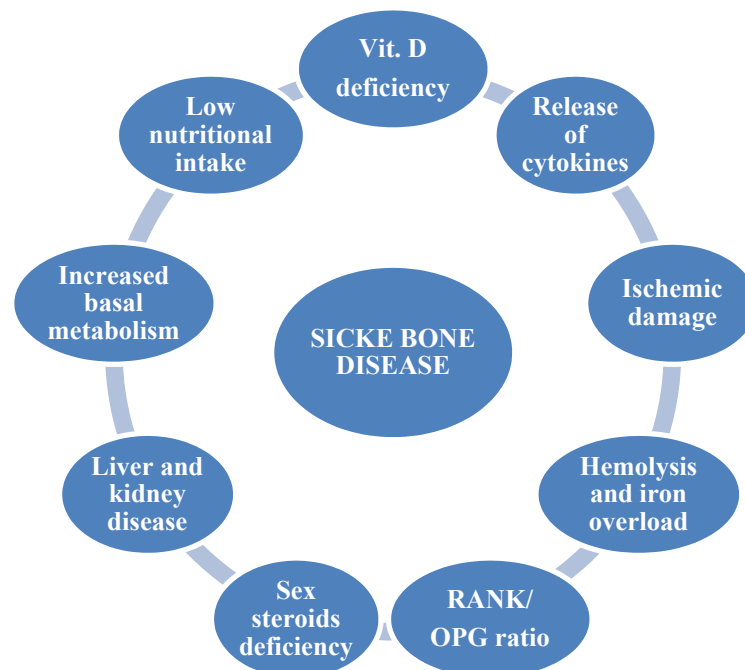 Vit. D
deficiency
Release
of
cytokines
Ischemic
damage
Hemolysis
and iron
overload
RANK/
OPG ratio
Sex
steroids
deficiency
Liver and
kidney
disease
Increased
basal
metabolism
Low
nutritional
intake
SICKE BONE
DISEASE